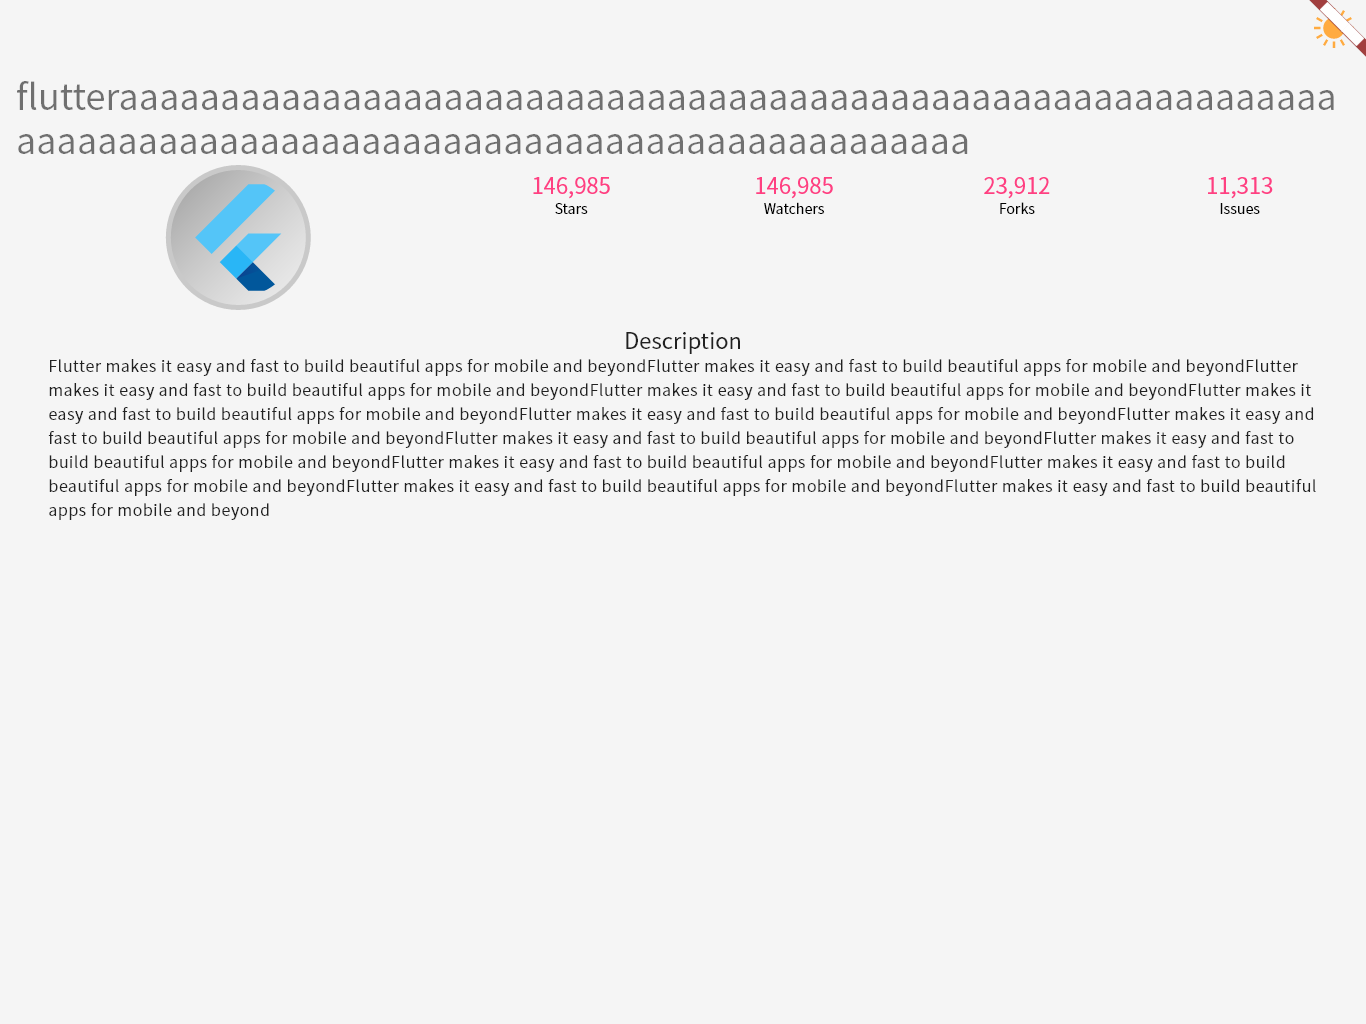 flutteraaaaaaaaaaaaaaaaaaaaaaaaaaaaaaaaaaaaaaaaaaaaaaaaaaaaaaaaaaaa
aaaaaaaaaaaaaaaaaaaaaaaaaaaaaaaaaaaaaaaaaaaaaaa
146,985 146,985 23,912 11,313
Stars Watchers Forks Issues
Description
Flutter makes it easy and fast to build beautiful apps for mobile and beyondFlutter makes it easy and fast to build beautiful apps for mobile and beyondFlutter
makes it easy and fast to build beautiful apps for mobile and beyondFlutter makes it easy and fast to build beautiful apps for mobile and beyondFlutter makes it
easy and fast to build beautiful apps for mobile and beyondFlutter makes it easy and fast to build beautiful apps for mobile and beyondFlutter makes it easy and
fast to build beautiful apps for mobile and beyondFlutter makes it easy and fast to build beautiful apps for mobile and beyondFlutter makes it easy and fast to
build beautiful apps for mobile and beyondFlutter makes it easy and fast to build beautiful apps for mobile and beyondFlutter makes it easy and fast to build
beautiful apps for mobile and beyondFlutter makes it easy and fast to build beautiful apps for mobile and beyondFlutter makes it easy and fast to build beautiful
apps for mobile and beyond